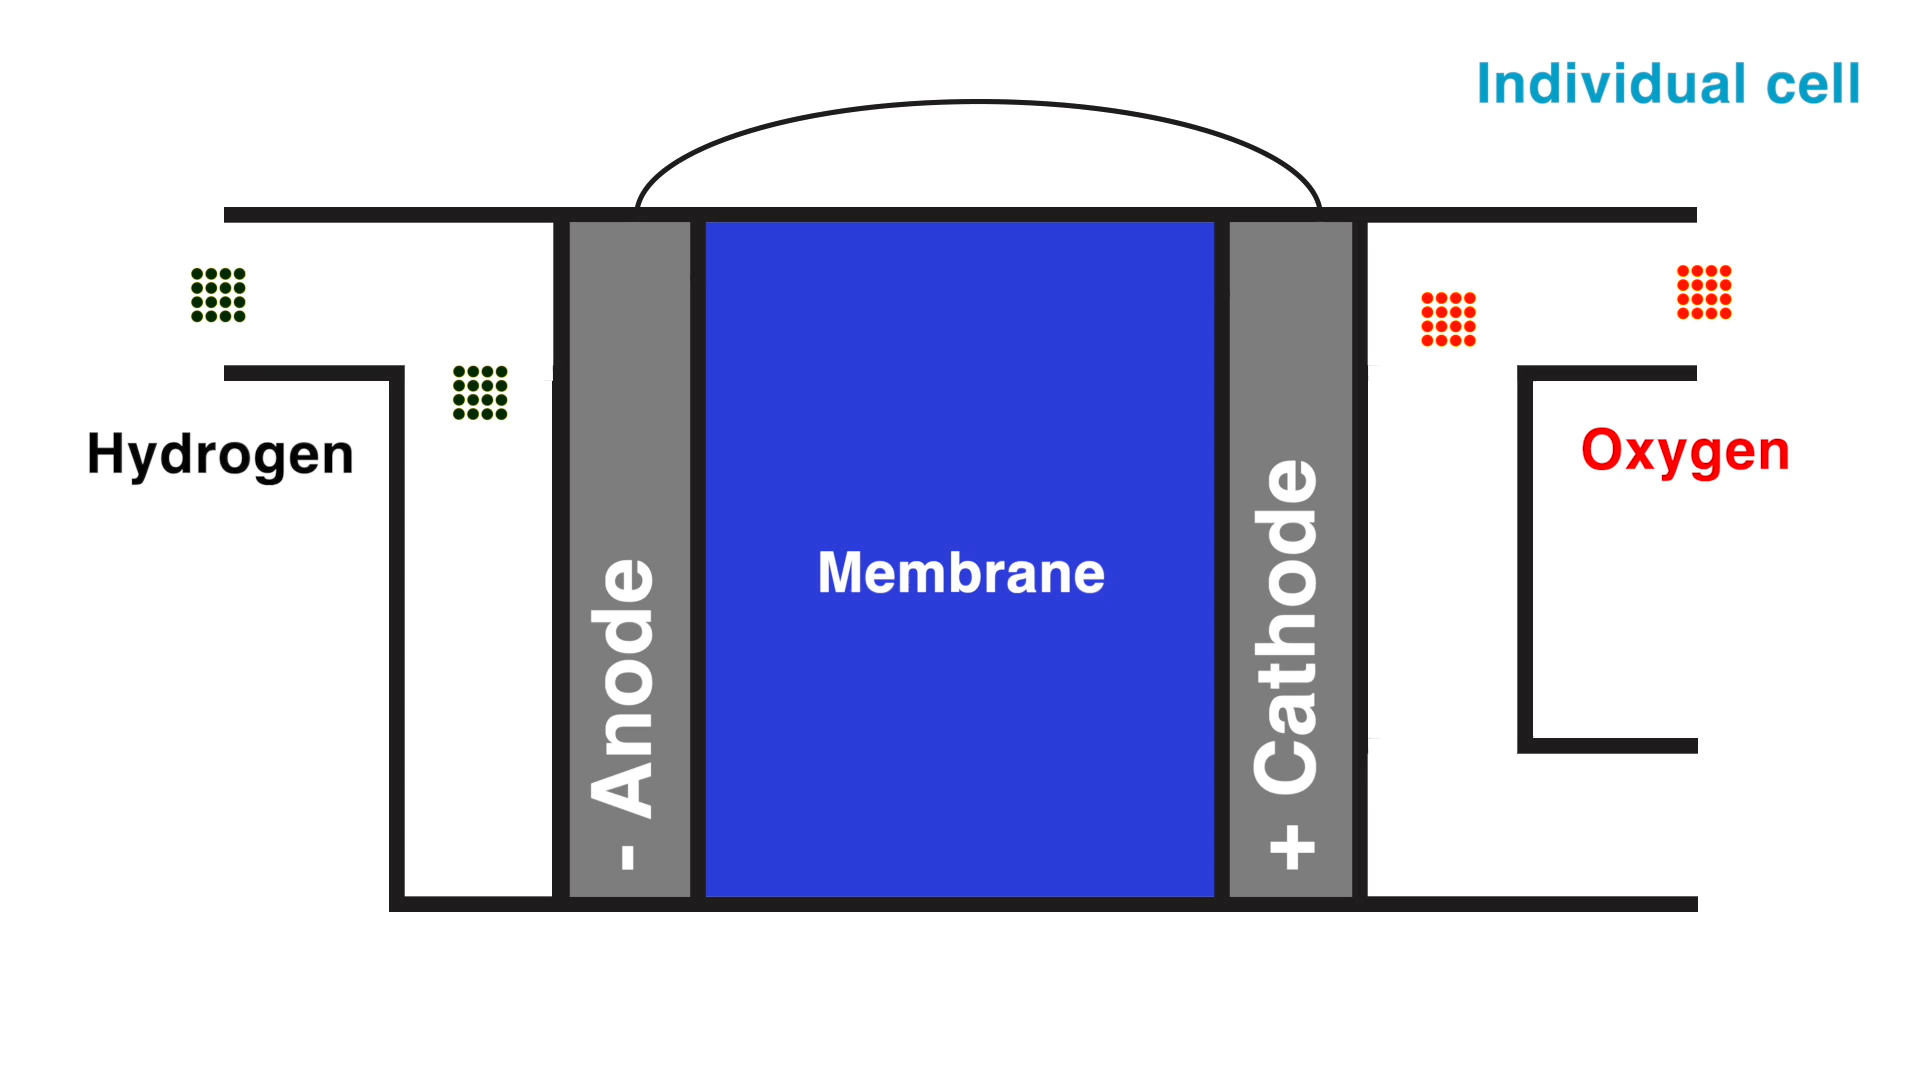 Individual cell
Hydrogen
Oxygen
- Anode
Membrane
+ Cathode